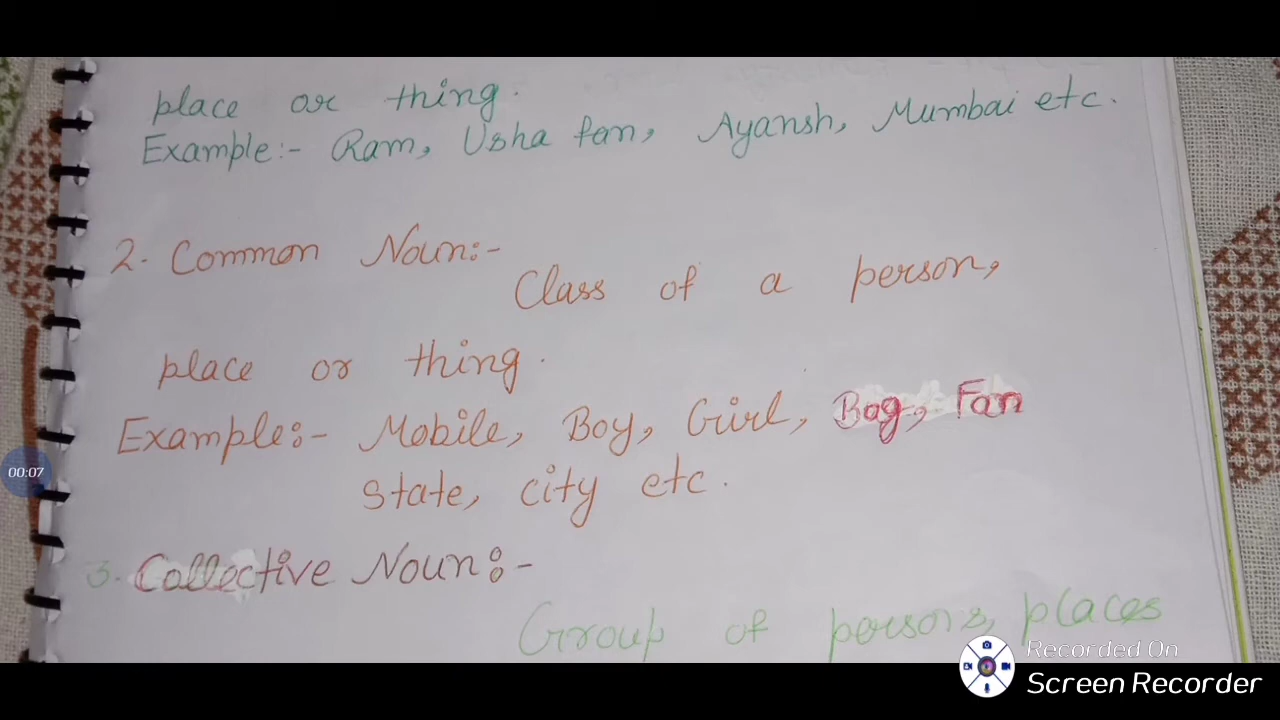 place or thing.
Example:- Ram, Usha fan, Ayansh, Mumbai etc.
2. Common Noun:-
Class of a person,
place or thing.
Example:- Mobile, Boy, Girl, Bag, Fan
State, city etc.
3. Collective Noun:-
Group of persons, places
00:07
Recorded On
Screen Recorder